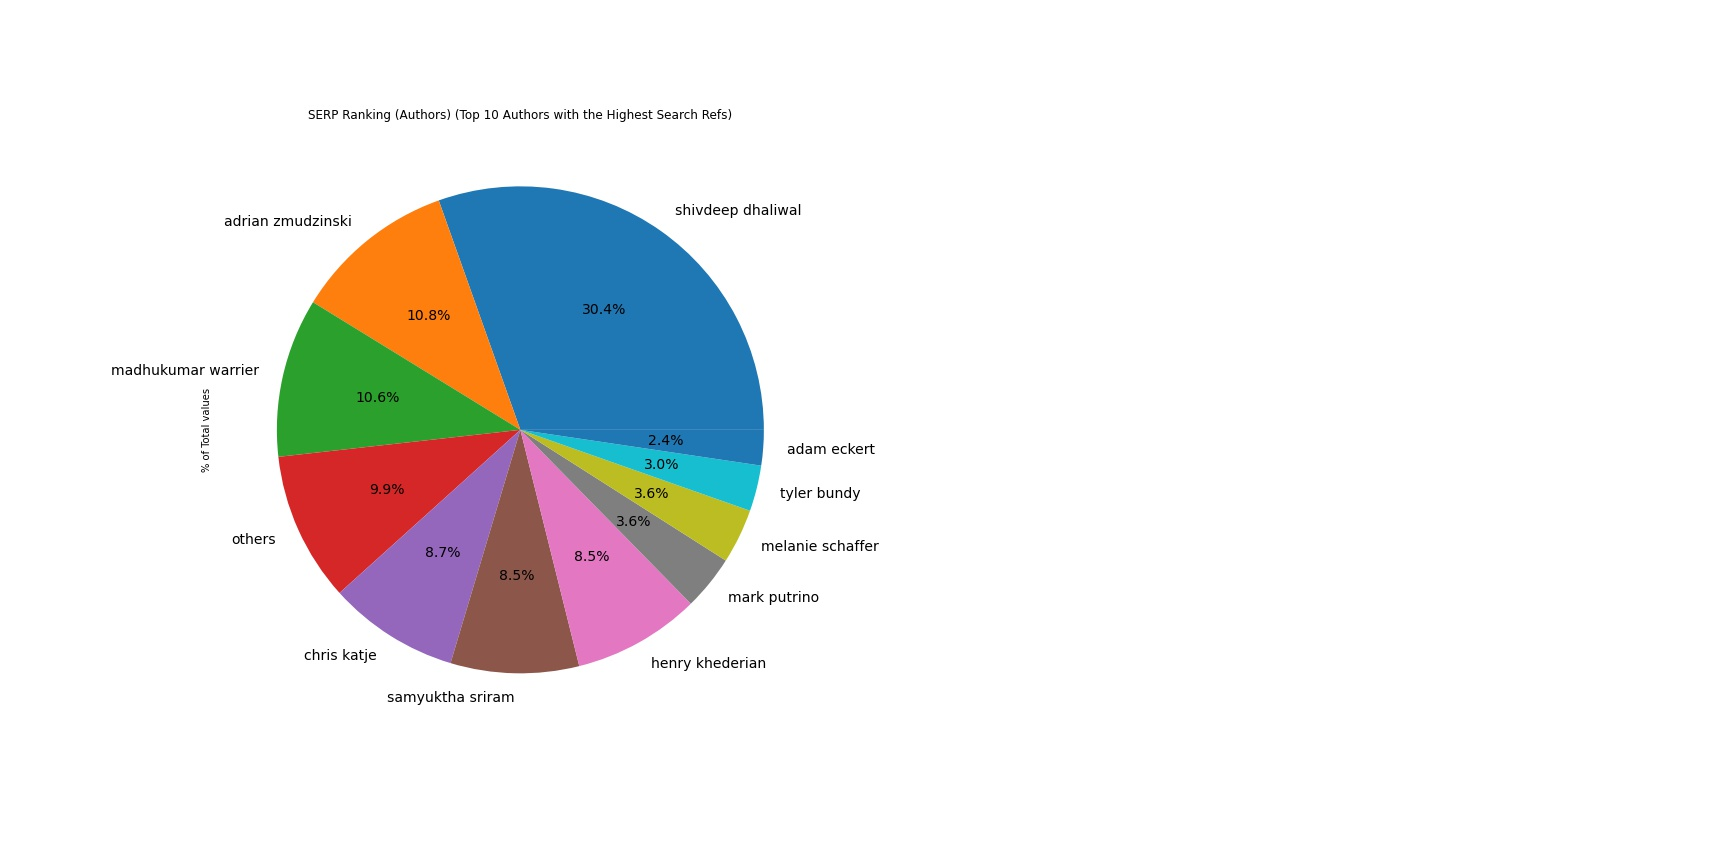 SERP Ranking (Authors) (Top 10 Authors with the Highest Search Refs)
shivdeep dhaliwal
30.4%
adrian zmudzinski
10.8%
madhukumar warrier
10.6%
% of Total values
others
9.9%
chris katje
8.7%
samyuktha sriram
8.5%
henry khederian
8.5%
mark putrino
3.6%
melanie schaffer
3.6%
tyler bundy
3.0%
adam eckert
2.4%